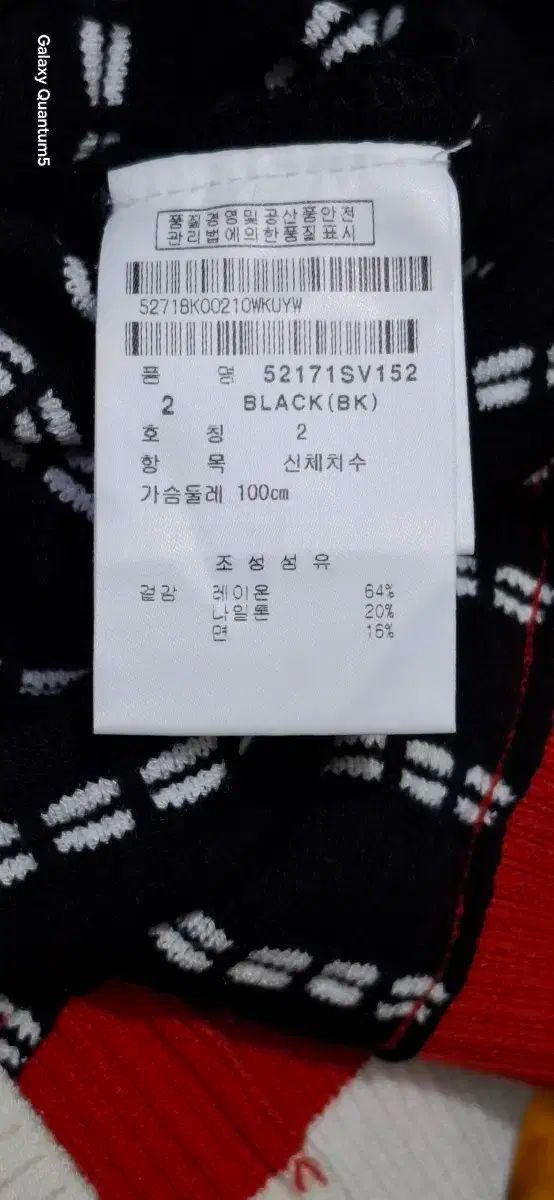 Galaxy Quantum5
품질경영및공산품안전
관리법에의한품질표시
5271BK00210WKUYW
품 명 52171SV152
2 BLACK(BK)
호 칭 2
항 목 신체치수
가슴둘레 100cm
조성섬유
겉감 레이온 64%
나일론 20%
면 16%